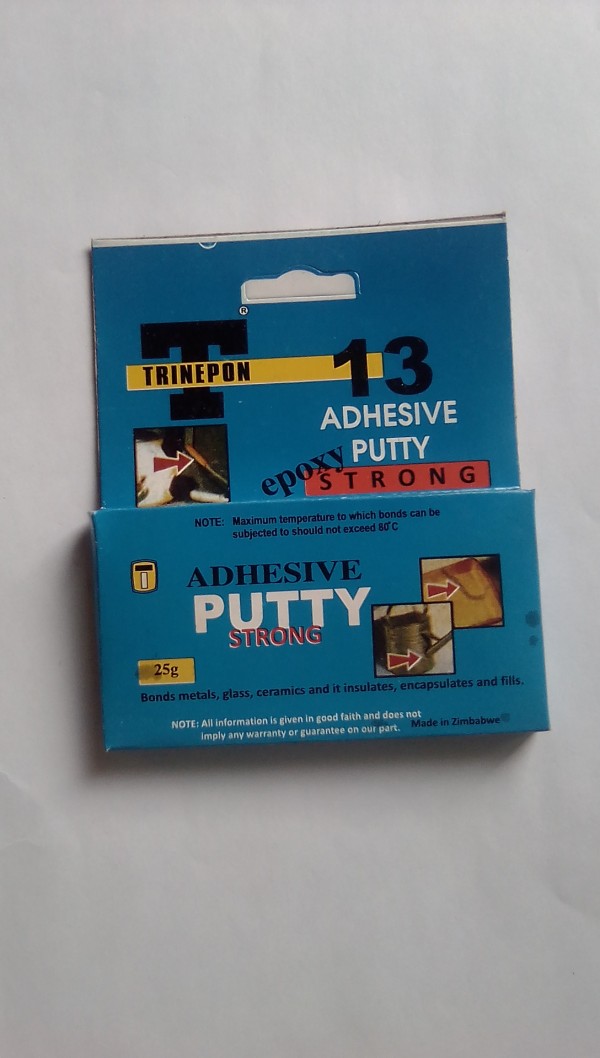 ®
T
TRINEPON 13
ADHESIVE
PUTTY
epoxy
STRONG
NOTE: Maximum temperature to which bonds can be
subjected to should not exceed 80°C
ADHESIVE
PUTTY
STRONG
25g
Bonds metals, glass, ceramics and it insulates, encapsulates and fills.
NOTE: All information is given in good faith and does not
imply any warranty or guarantee on our part.
Made in Zimbabwe